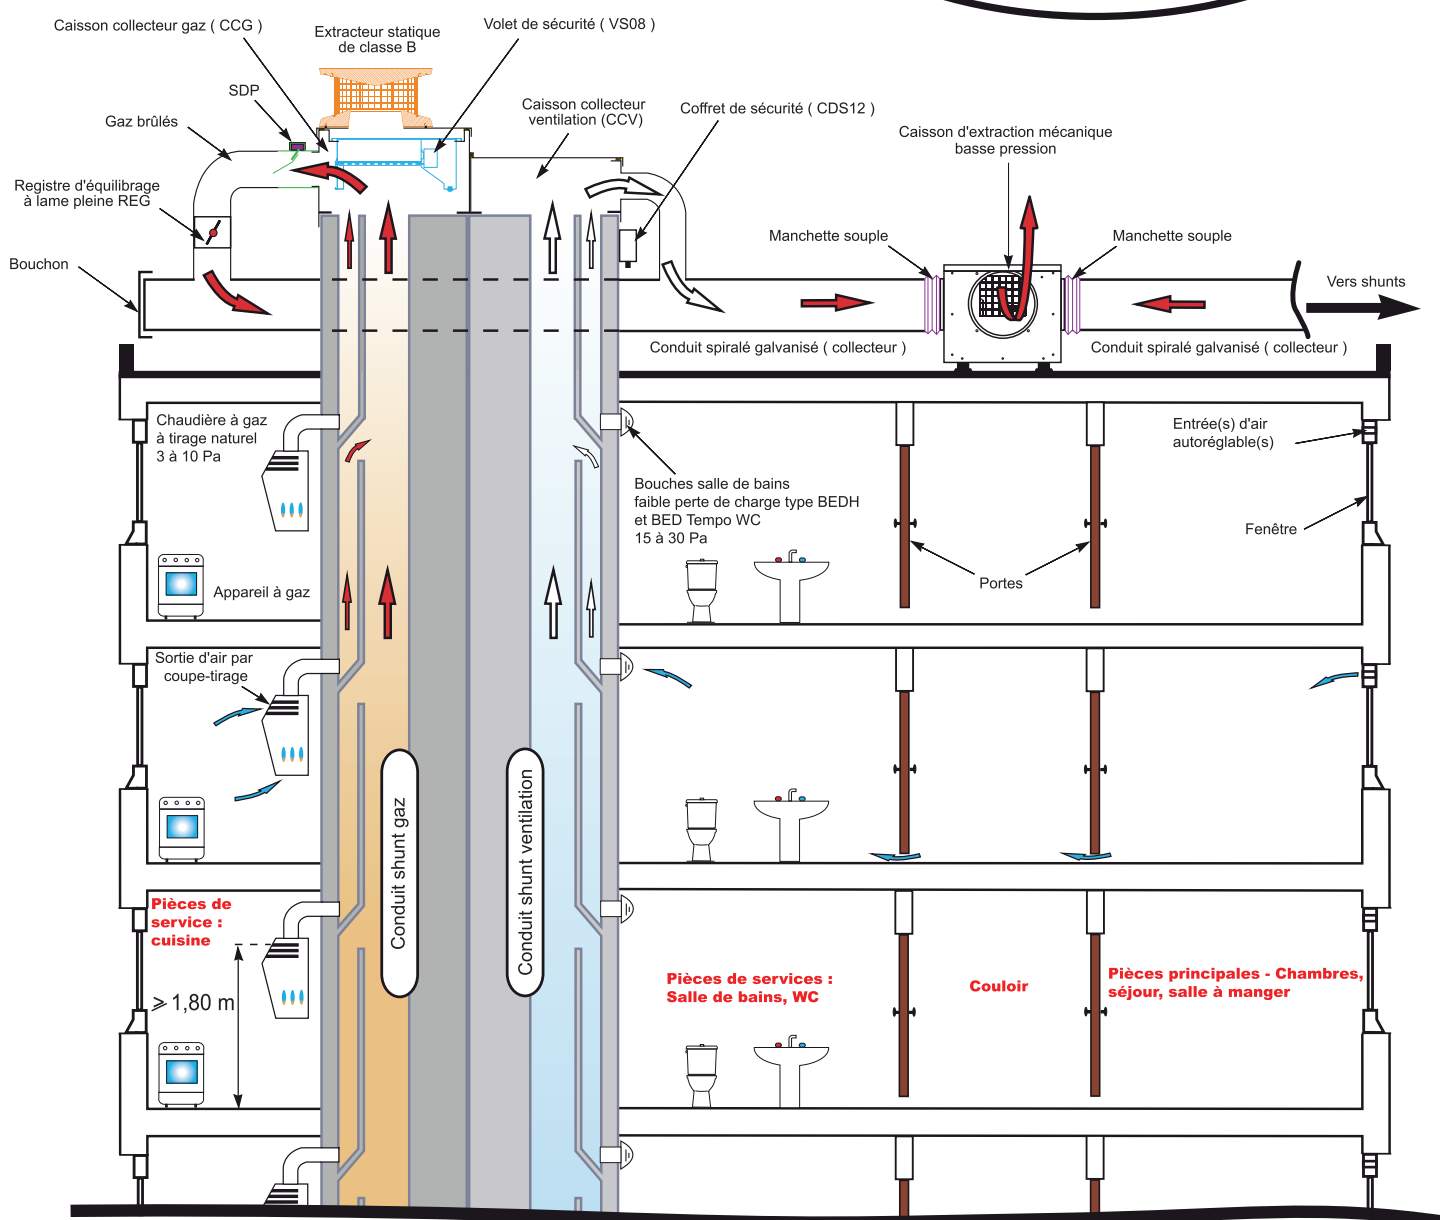 Caisson collecteur gaz ( CCG )
Extracteur statique
de classe B
Volet de sécurité ( VS08 )
SDP
Gaz brûlés
Caisson collecteur
ventilation (CCV)
Coffret de sécurité ( CDS12 )
Caisson d'extraction mécanique
basse pression
Registre d'équilibrage
à lame pleine REG
Bouchon
Manchette souple
Manchette souple
Vers shunts
Conduit spiralé galvanisé ( collecteur )
Conduit spiralé galvanisé ( collecteur )
Chaudière à gaz
à tirage naturel
3 à 10 Pa
Entrée(s) d'air
autoréglable(s)
Bouches salle de bains
faible perte de charge type BEDH
et BED Tempo WC
15 à 30 Pa
Fenêtre
Portes
Appareil à gaz
Sortie d'air par
coupe-tirage
Conduit shunt gaz
Conduit shunt ventilation
Pièces de
service :
cuisine
⩾ 1,80 m
Pièces de services :
Salle de bains, WC
Couloir
Pièces principales - Chambres,
séjour, salle à manger